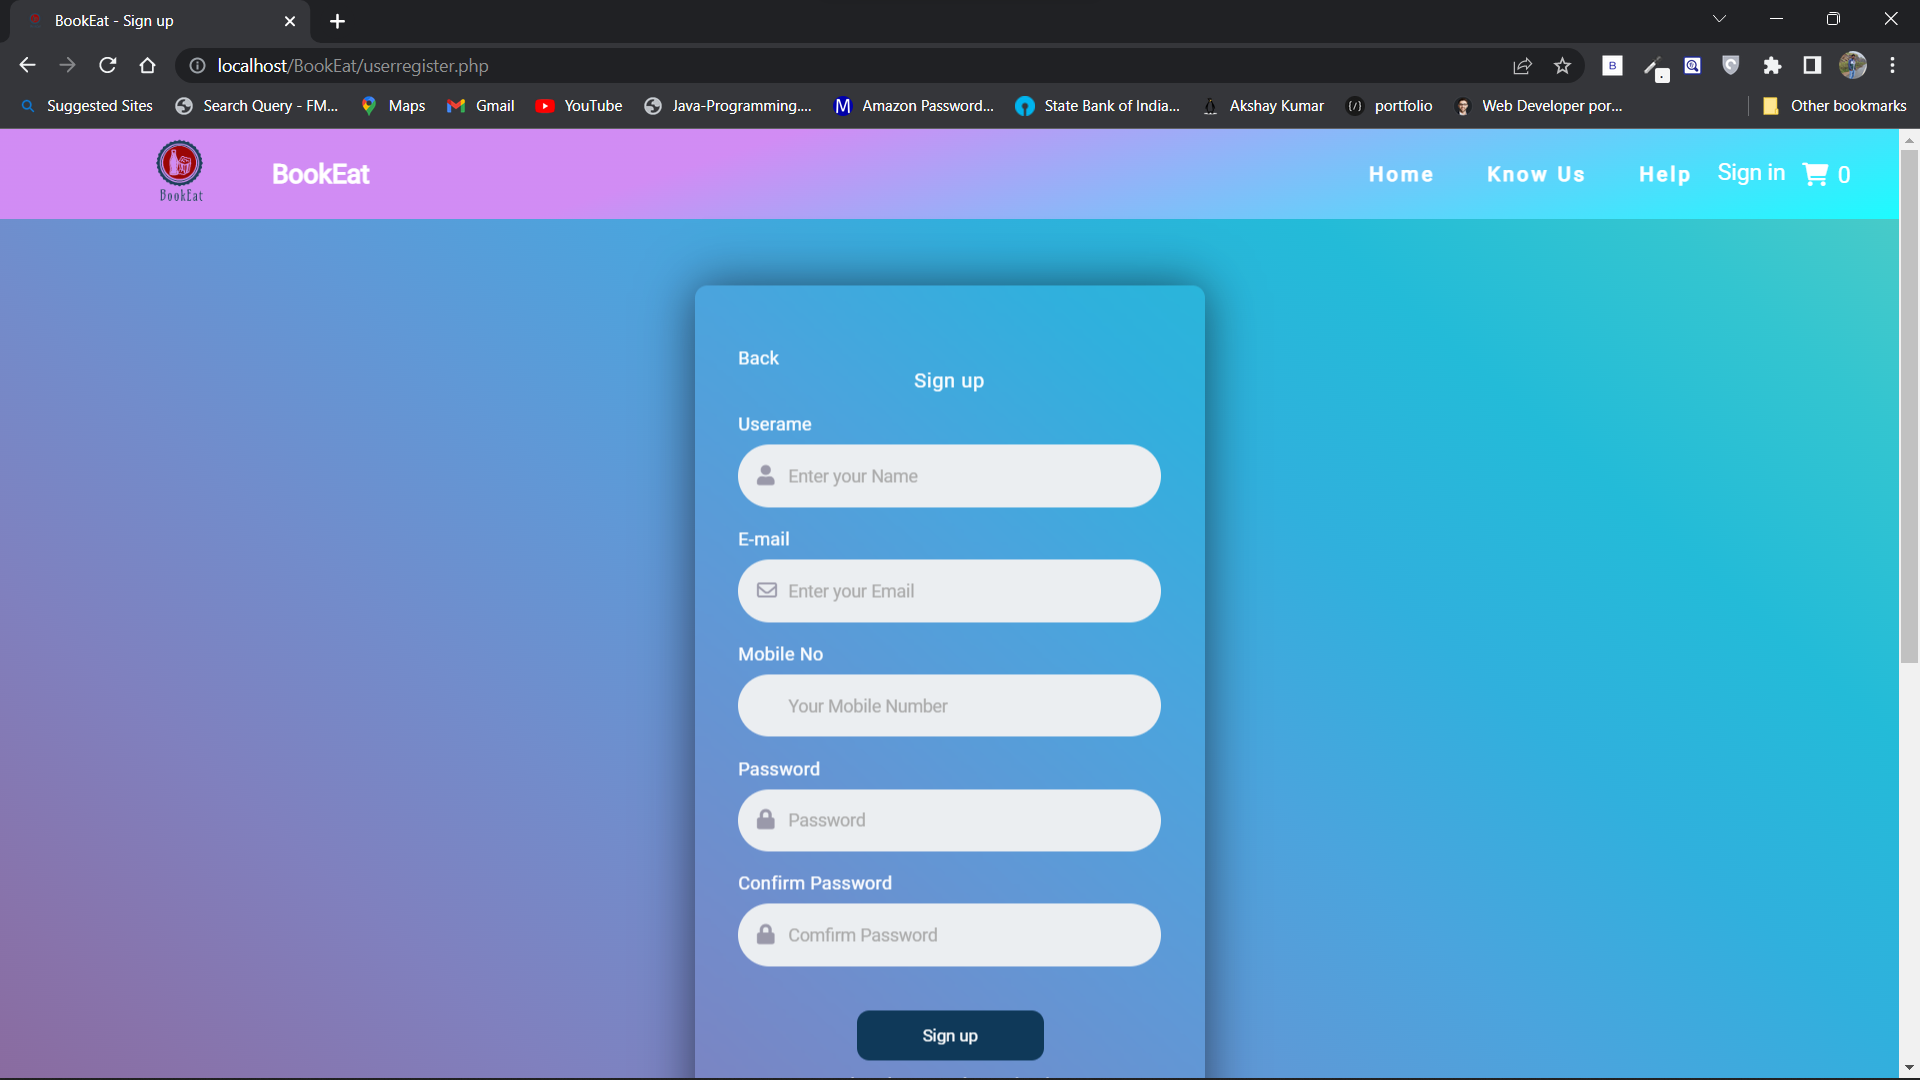 BookEat - Sign up
localhost/BookEat/userregister.php
B
Suggested Sites Search Query - FM... Maps Gmail YouTube Java-Programming.... M Amazon Password... State Bank of India... Akshay Kumar portfolio Web Developer por... Other bookmarks
BookEat
BookEat Home Know Us Help Sign in 0
Back
Sign up
Userame
Enter your Name
E-mail
Enter your Email
Mobile No
Your Mobile Number
Password
Password
Confirm Password
Comfirm Password
Sign up